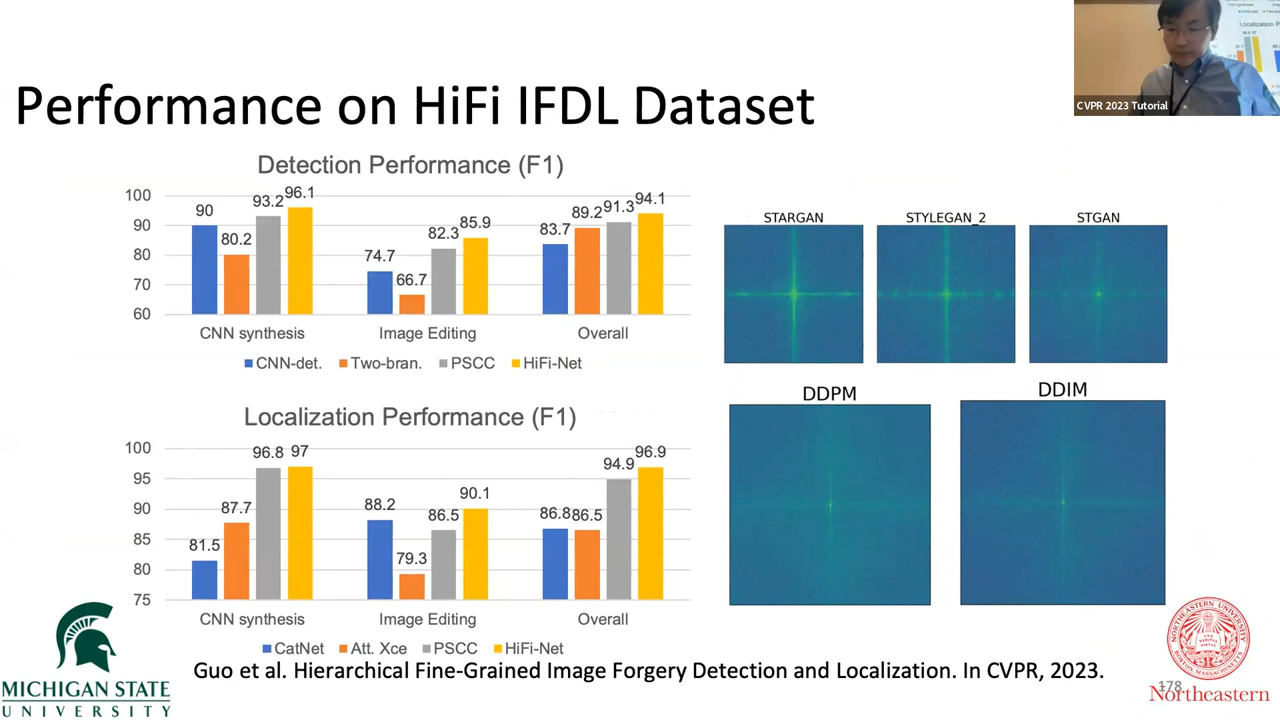 CVPR 2023 Tutorial
Performance on HiFi IFDL Dataset
Detection Performance (F1)
100
90
80
70
60
90
80.2
93.2
96.1
74.7
66.7
82.3
85.9
83.7
89.2
91.3
94.1
CNN synthesis
Image Editing
Overall
CNN-det.
Two-bran.
PSCC
HiFi-Net
Localization Performance (F1)
100
95
90
85
80
75
81.5
87.7
96.8
97
88.2
79.3
86.5
90.1
86.8
86.5
94.9
96.9
CNN synthesis
Image Editing
Overall
CatNet
Att. Xce
PSCC
HiFi-Net
STARGAN
STYLEGAN_2
STGAN
DDPM
DDIM
Guo et al. Hierarchical Fine-Grained Image Forgery Detection and Localization. In CVPR, 2023.
MICHIGAN STATE
UNIVERSITY
178
Northeastern